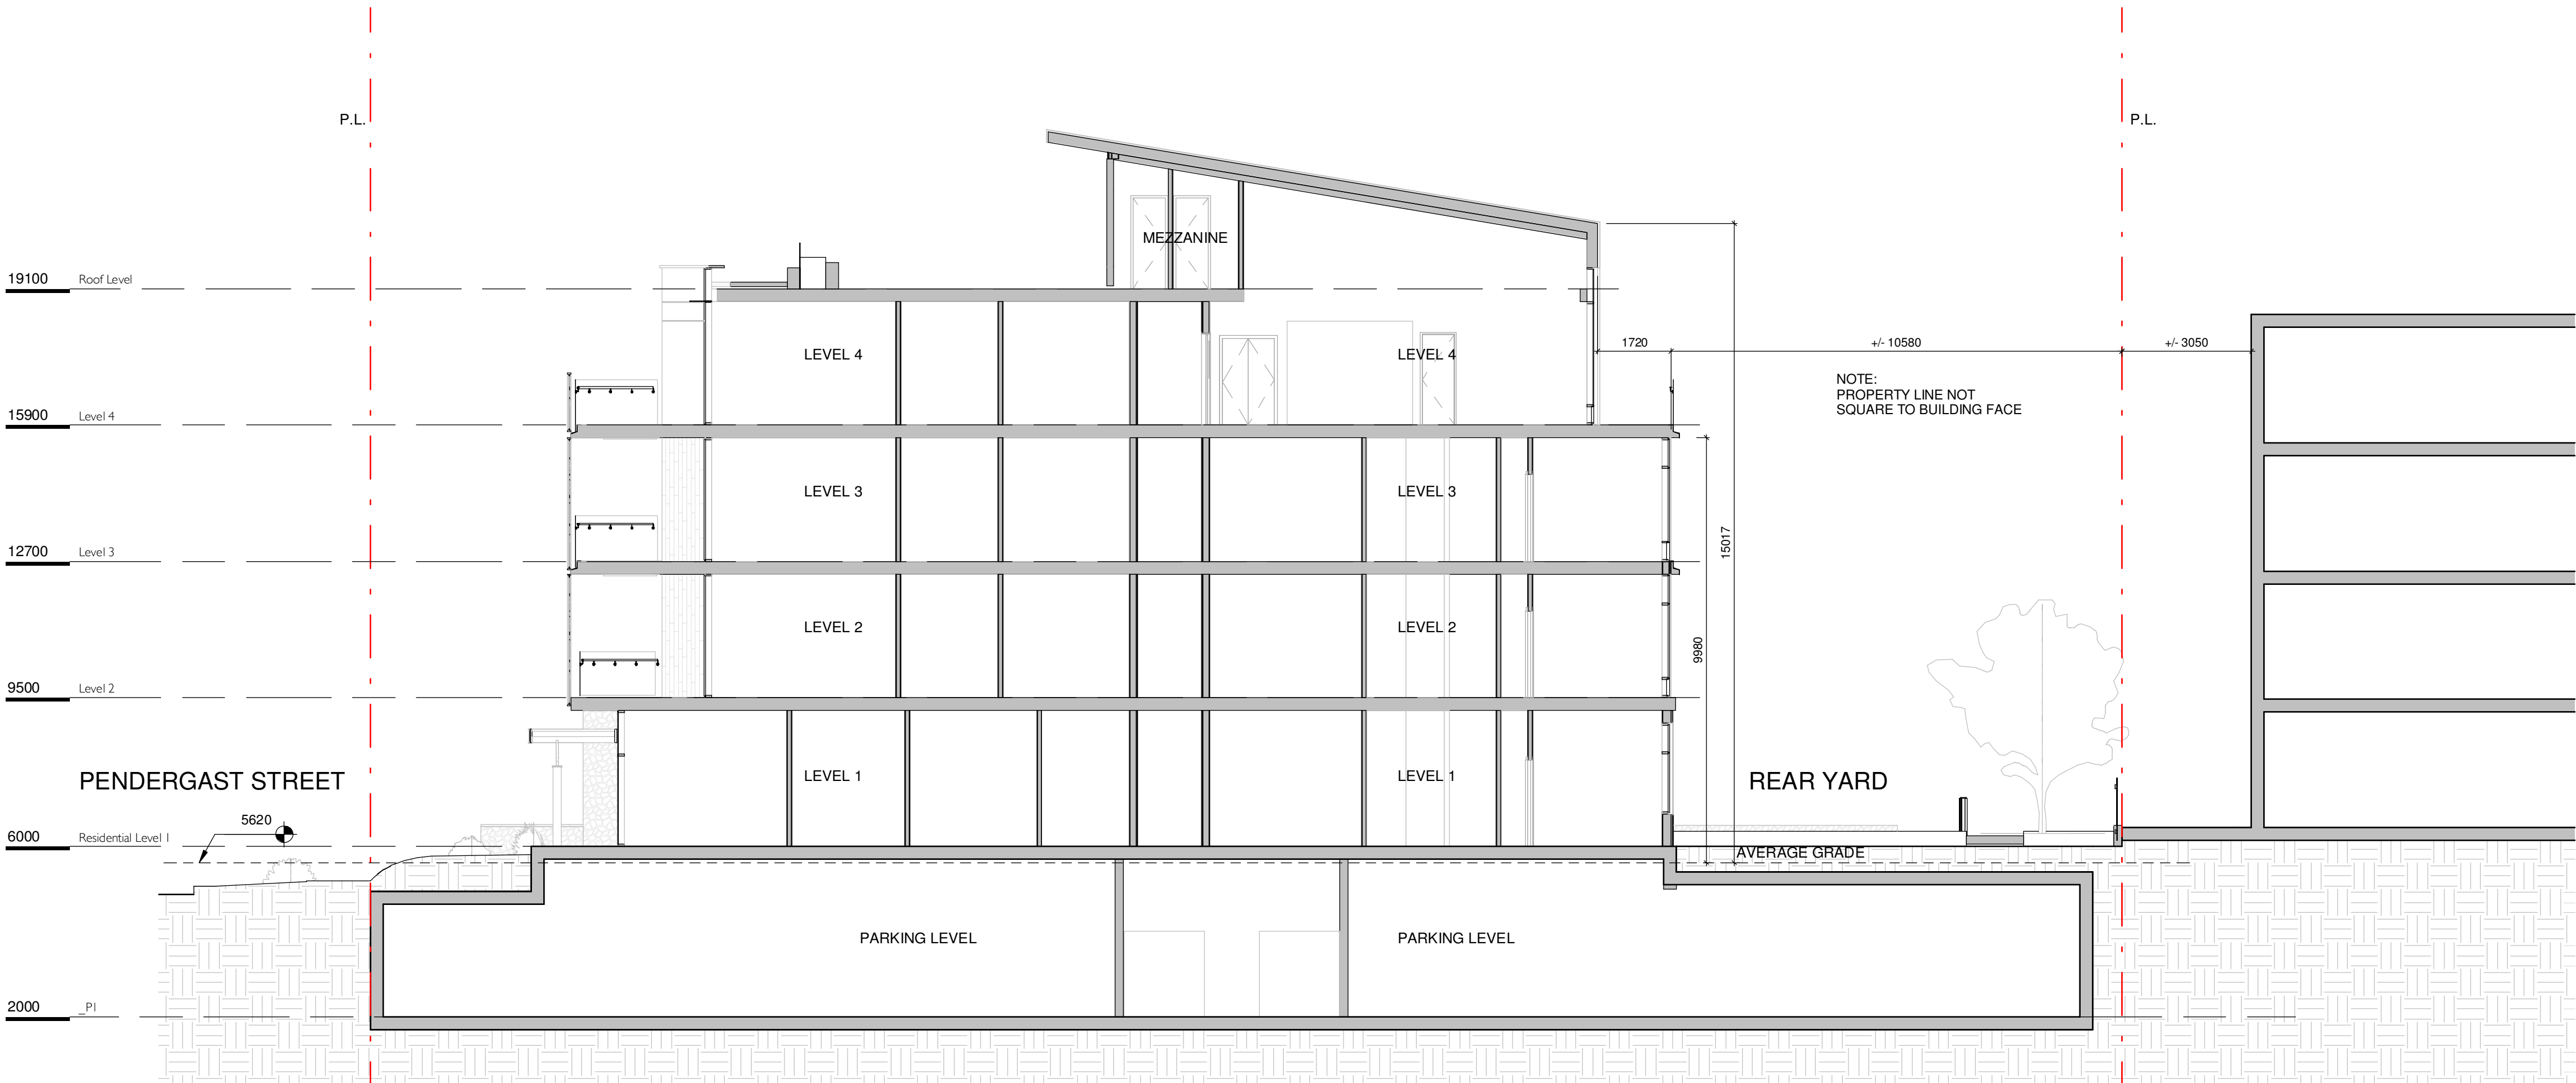 P.L.
P.L.
MEZZANINE
19100 Roof Level
1720
+/- 10580
+/- 3050
LEVEL 4
LEVEL 4
NOTE:
PROPERTY LINE NOT
SQUARE TO BUILDING FACE
15900 Level 4
LEVEL 3
LEVEL 3
15017
12700 Level 3
LEVEL 2
LEVEL 2
9980
9500 Level 2
PENDERGAST STREET
LEVEL 1
LEVEL 1
REAR YARD
5620
6000 Residential Level 1
AVERAGE GRADE
PARKING LEVEL
PARKING LEVEL
2000 _P1